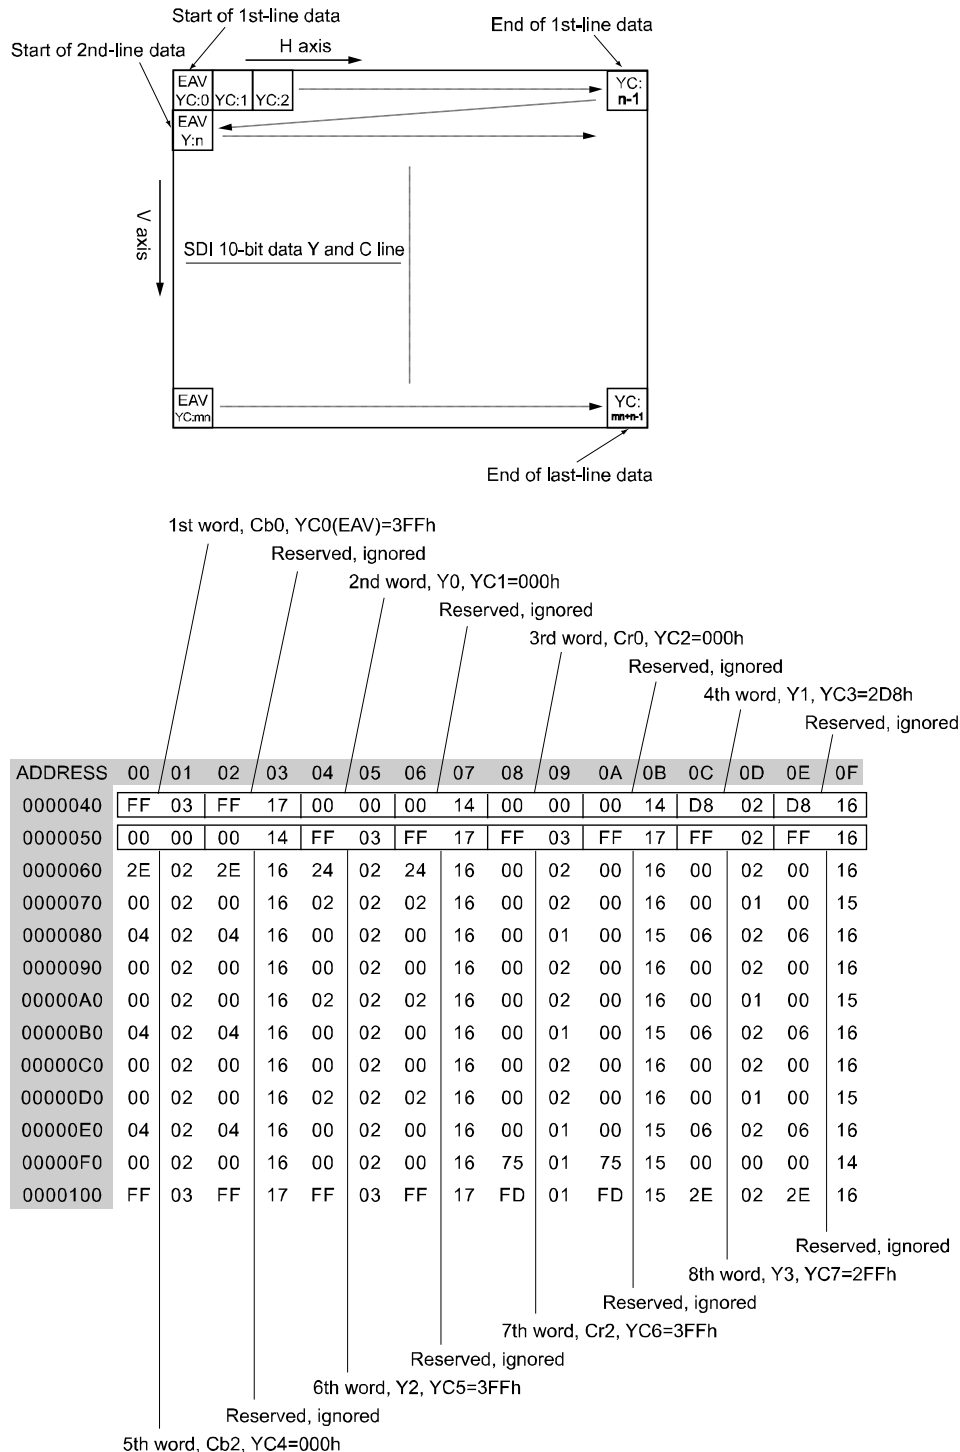 Start of 1st-line data
End of 1st-line data
H axis
Start of 2nd-line data
EAV
YC:0 YC:1 YC:2
YC:
n-1
EAV
Y:n
V axis
SDI 10-bit data Y and C line
EAV
YC:mn
YC:
mn+n-1
End of last-line data
1st word, Cb0, YC0(EAV)=3FFh
Reserved, ignored
2nd word, Y0, YC1=000h
Reserved, ignored
3rd word, Cr0, YC2=000h
Reserved, ignored
4th word, Y1, YC3=2D8h
Reserved, ignored
ADDRESS 00 01 02 03 04 05 06 07 08 09 0A 0B 0C 0D 0E 0F
0000040 FF 03 FF 17 00 00 00 14 00 00 00 14 D8 02 D8 16
0000050 00 00 00 14 FF 03 FF 17 FF 03 FF 17 FF 02 FF 16
0000060 2E 02 2E 16 24 02 24 16 00 02 00 16 00 02 00 16
0000070 00 02 00 16 02 02 02 16 00 02 00 16 00 01 00 15
0000080 04 02 04 16 00 02 00 16 00 01 00 15 06 02 06 16
0000090 00 02 00 16 00 02 00 16 00 02 00 16 00 02 00 16
00000A0 00 02 00 16 02 02 02 16 00 02 00 16 00 01 00 15
00000B0 04 02 04 16 00 02 00 16 00 01 00 15 06 02 06 16
00000C0 00 02 00 16 00 02 00 16 00 02 00 16 00 02 00 16
00000D0 00 02 00 16 02 02 02 16 00 02 00 16 00 01 00 15
00000E0 04 02 04 16 00 02 00 16 00 01 00 15 06 02 06 16
00000F0 00 02 00 16 00 02 00 16 75 01 75 15 00 00 00 14
0000100 FF 03 FF 17 FF 03 FF 17 FD 01 FD 15 2E 02 2E 16
Reserved, ignored
8th word, Y3, YC7=2FFh
Reserved, ignored
7th word, Cr2, YC6=3FFh
Reserved, ignored
6th word, Y2, YC5=3FFh
Reserved, ignored
5th word, Cb2, YC4=000h